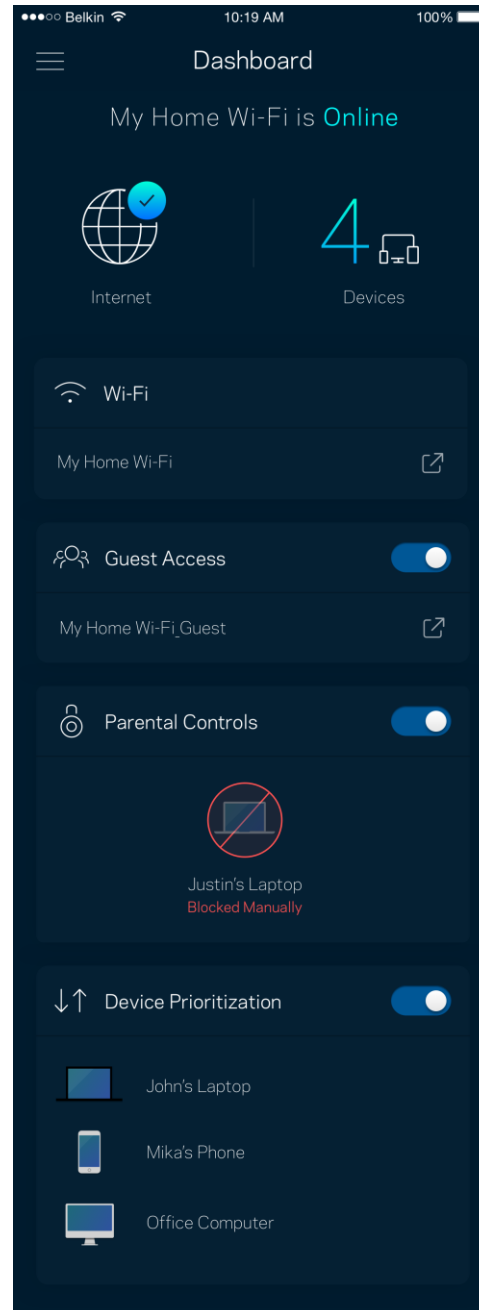 Belkin 10:19 AM 100%
Dashboard
My Home Wi-Fi is Online
4
Internet Devices
Wi-Fi
My Home Wi-Fi
Guest Access
My Home Wi-Fi_Guest
Parental Controls
Justin's Laptop
Blocked Manually
Device Prioritization
John's Laptop
Mika's Phone
Office Computer